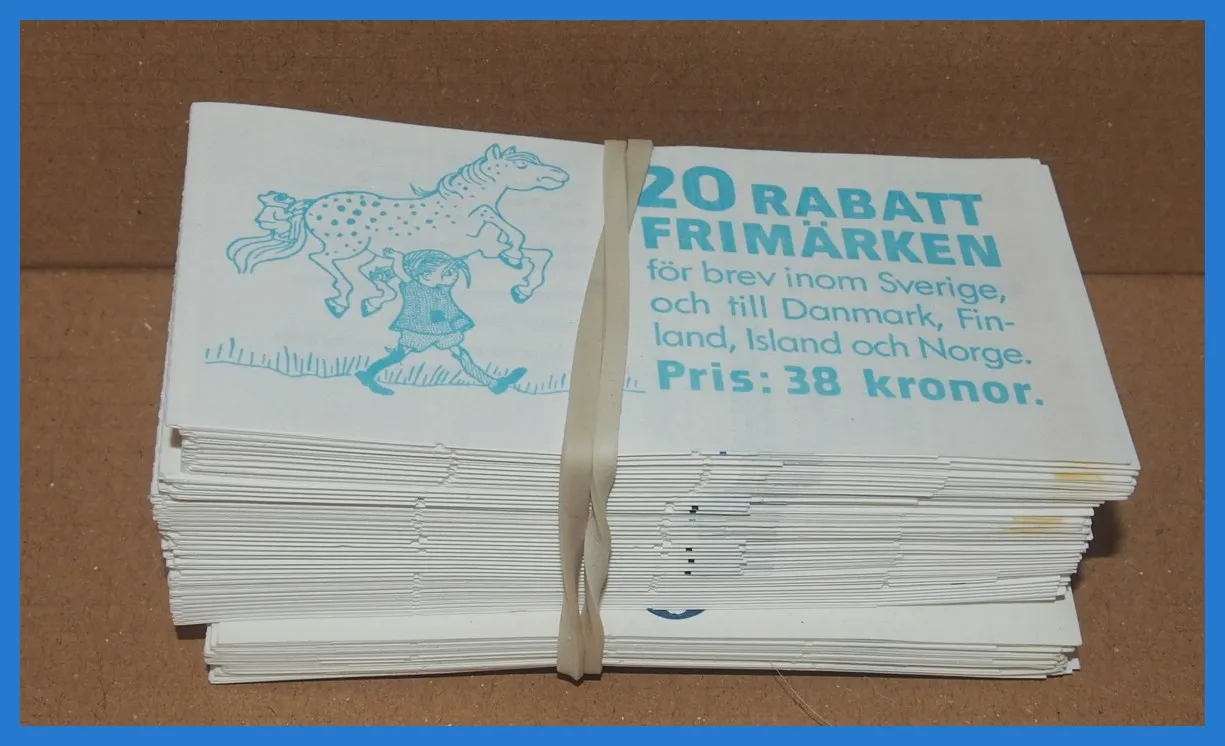 20 RABATT
FRIMÄRKEN
för brev inom Sverige,
och till Danmark, Fin-
land, Island och Norge.
Pris: 38 kronor.